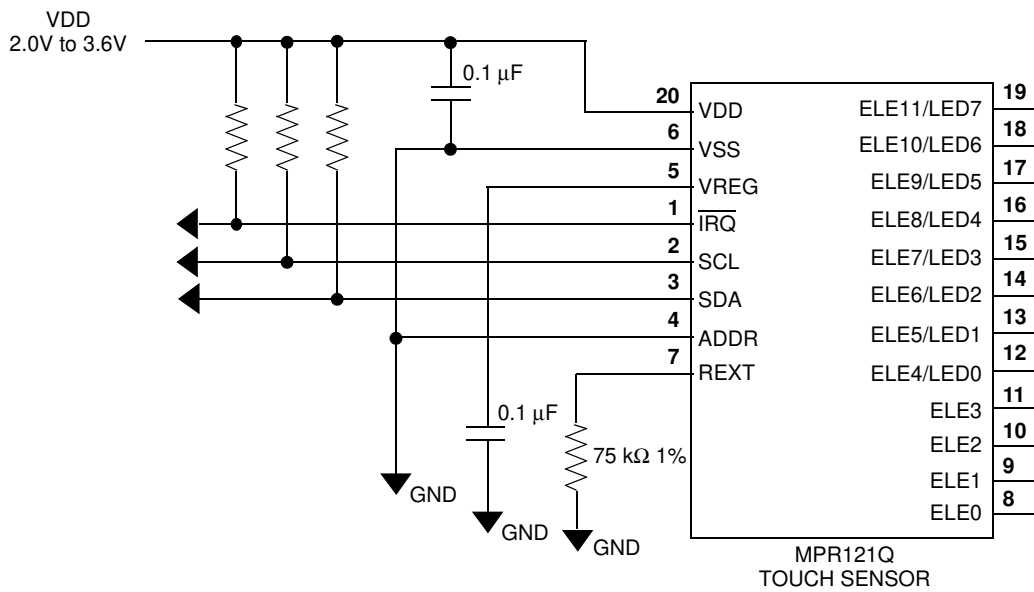 VDD
2.0V to 3.6V
0.1 μF
20
VDD
6
VSS
5
VREG
1
IRQ
2
SCL
3
SDA
4
ADDR
7
REXT
0.1 μF
75 kΩ 1%
GND
GND
GND
ELE11/LED7
19
ELE10/LED6
18
ELE9/LED5
17
ELE8/LED4
16
ELE7/LED3
15
ELE6/LED2
14
ELE5/LED1
13
ELE4/LED0
12
ELE3
11
ELE2
10
ELE1
9
ELE0
8
MPR121Q
TOUCH SENSOR